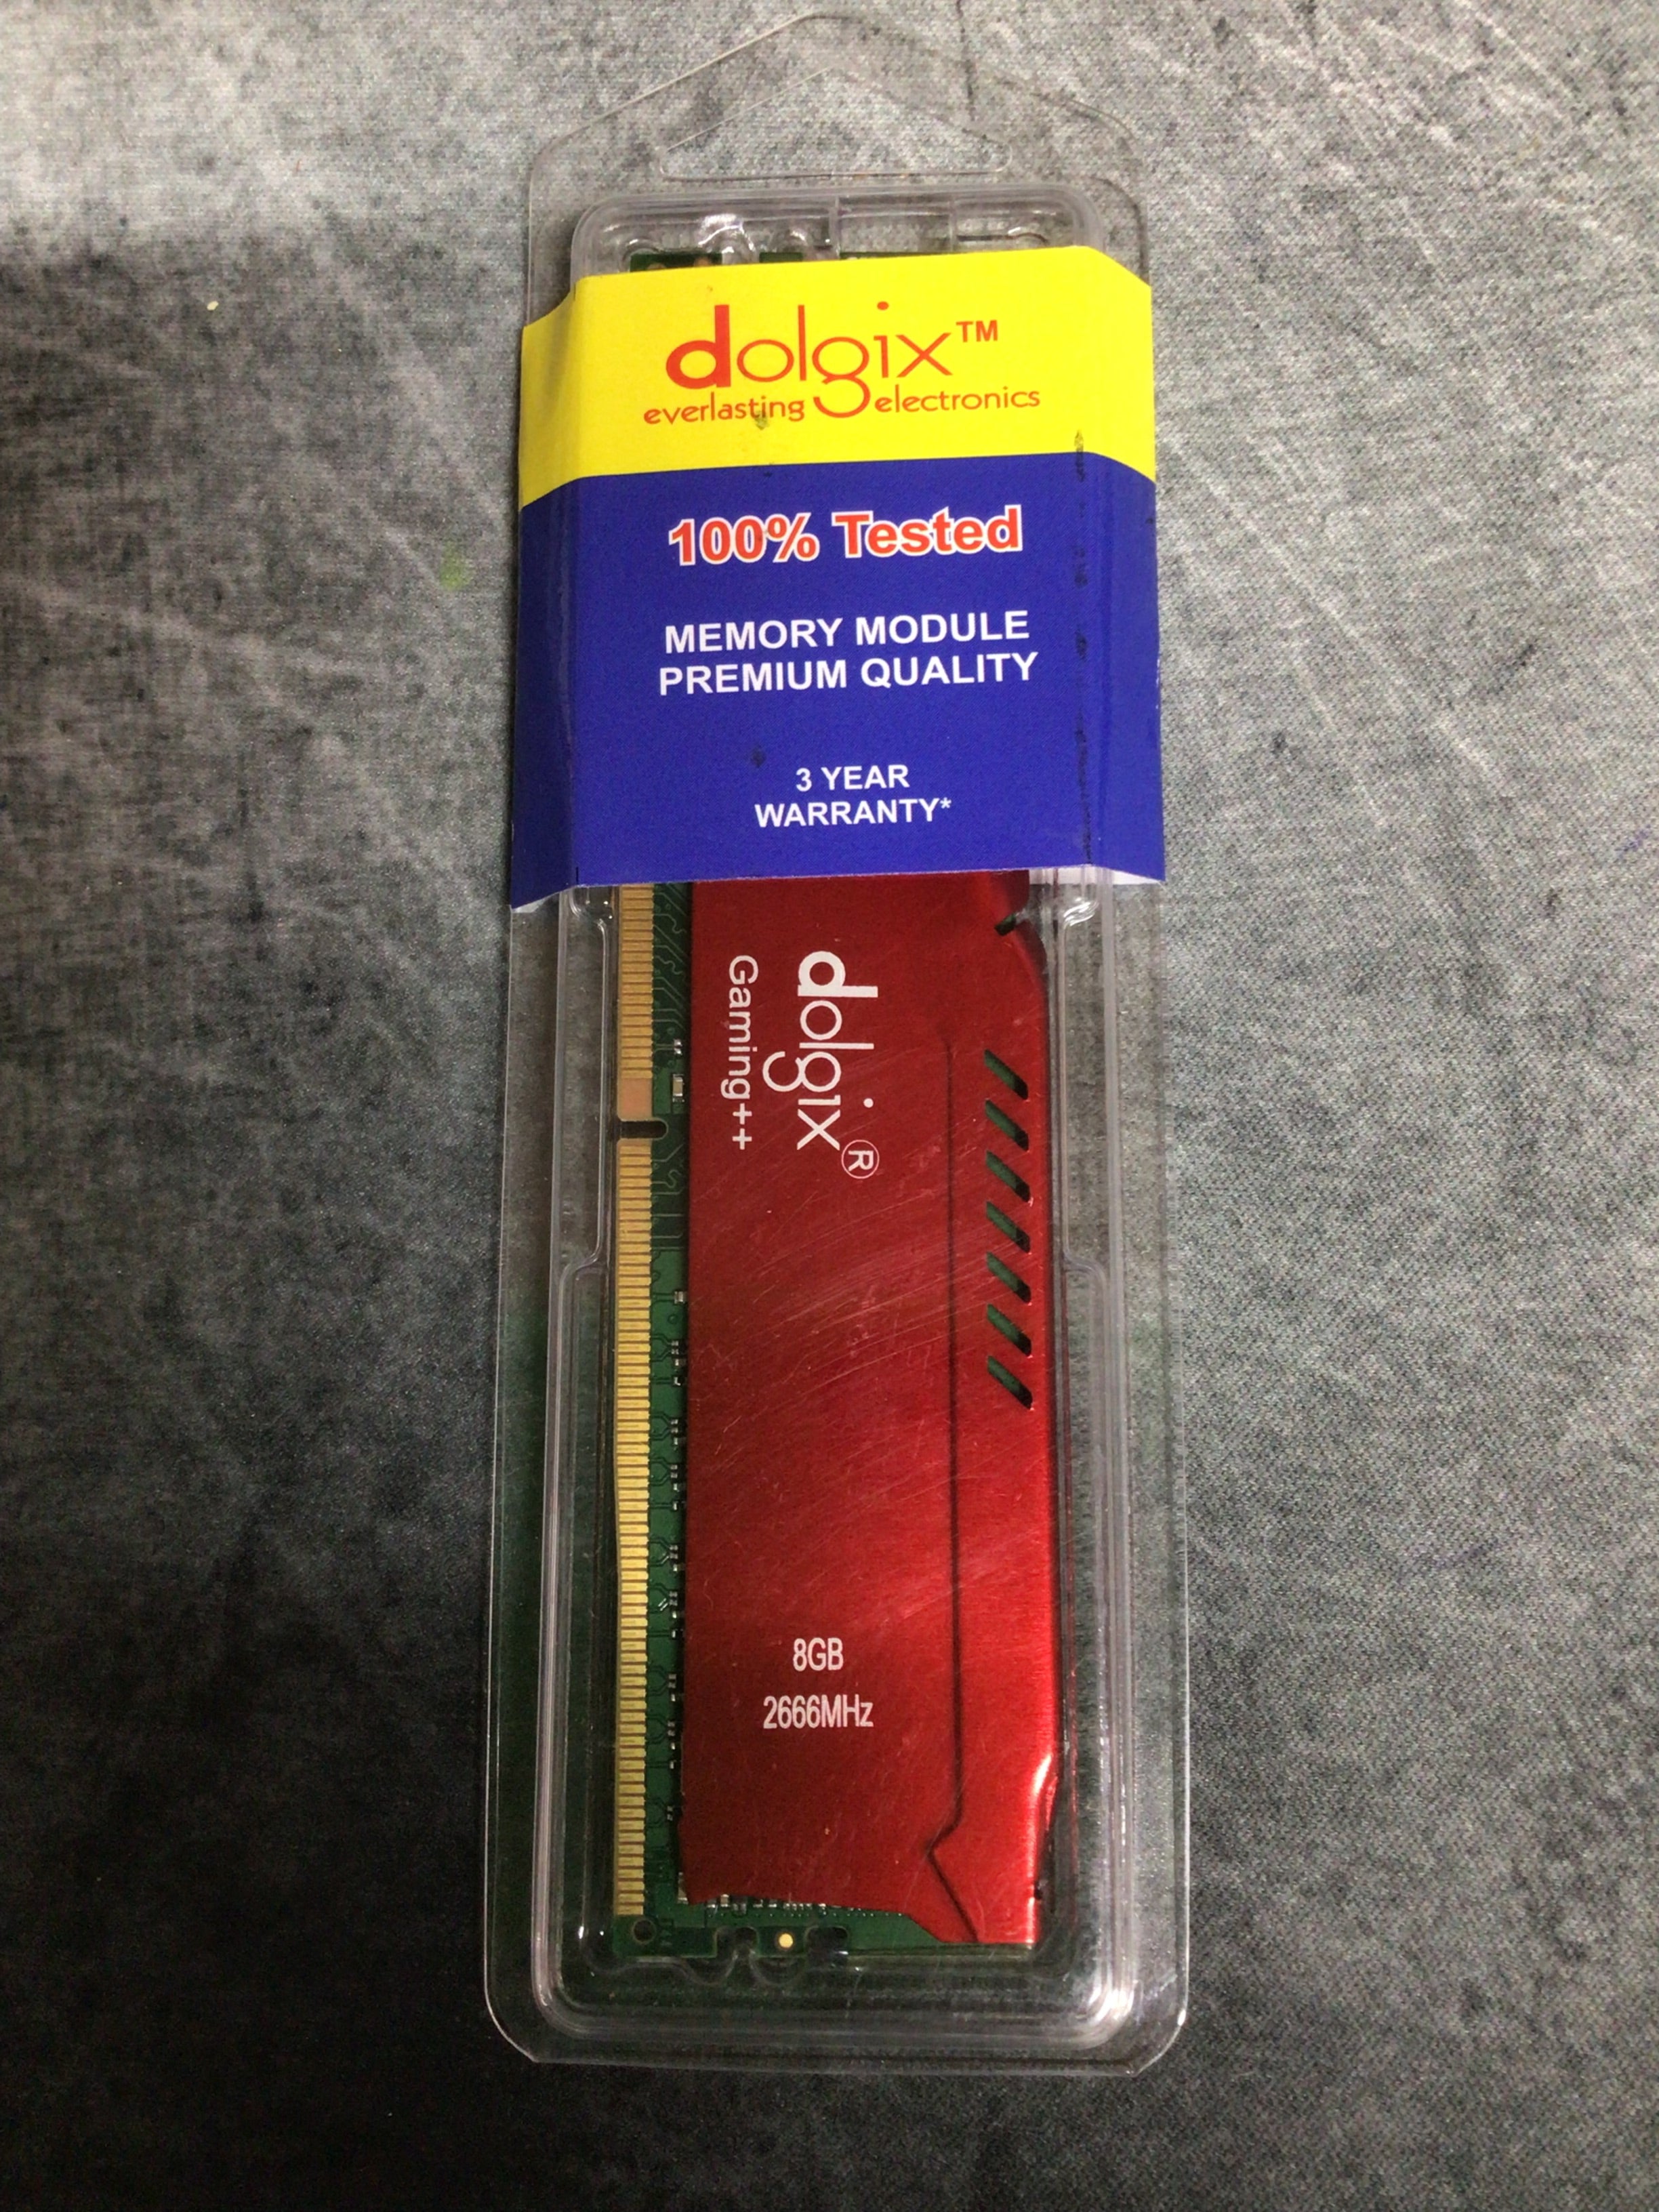 dolgix™
everlasting electronics
100% Tested
MEMORY MODULE
PREMIUM QUALITY
3 YEAR
WARRANTY*
dolgix®
Gaming++
8GB
2666MHz